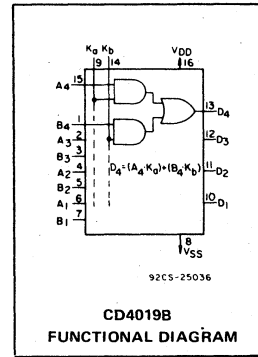 Ka Kb
9 14 VDD
16
15
A4
13
D4
1
B4
2
A3
12
D3
3
B3
D4=(A4·Ka)+(B4·Kb)
4
A2
11
D2
5
B2
6
A1
10
D1
7
B1
8
VSS
92CS-25036
CD4019B
FUNCTIONAL DIAGRAM